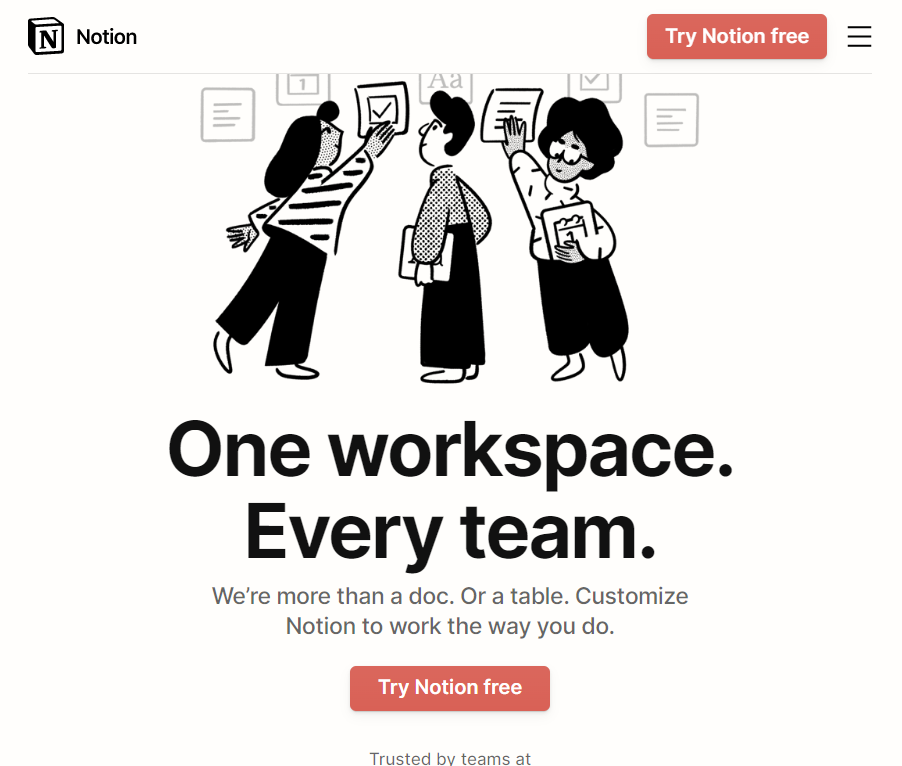 N Notion
Try Notion free
1
Aa
One workspace.
Every team.
We’re more than a doc. Or a table. Customize
Notion to work the way you do.
Try Notion free
Trusted by teams at